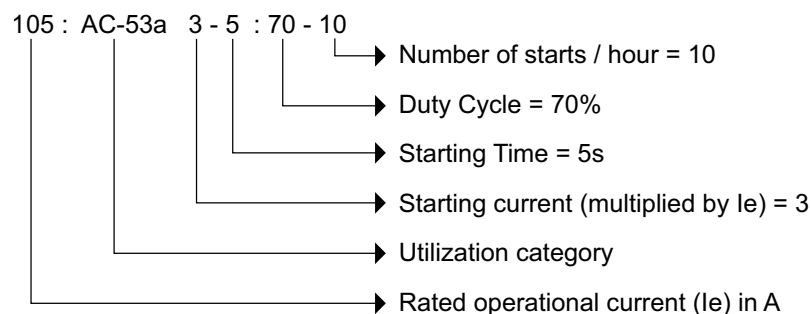 105 : AC-53a 3 - 5 : 70 - 10
Number of starts / hour = 10
Duty Cycle = 70%
Starting Time = 5s
Starting current (multiplied by Ie) = 3
Utilization category
Rated operational current (Ie) in A